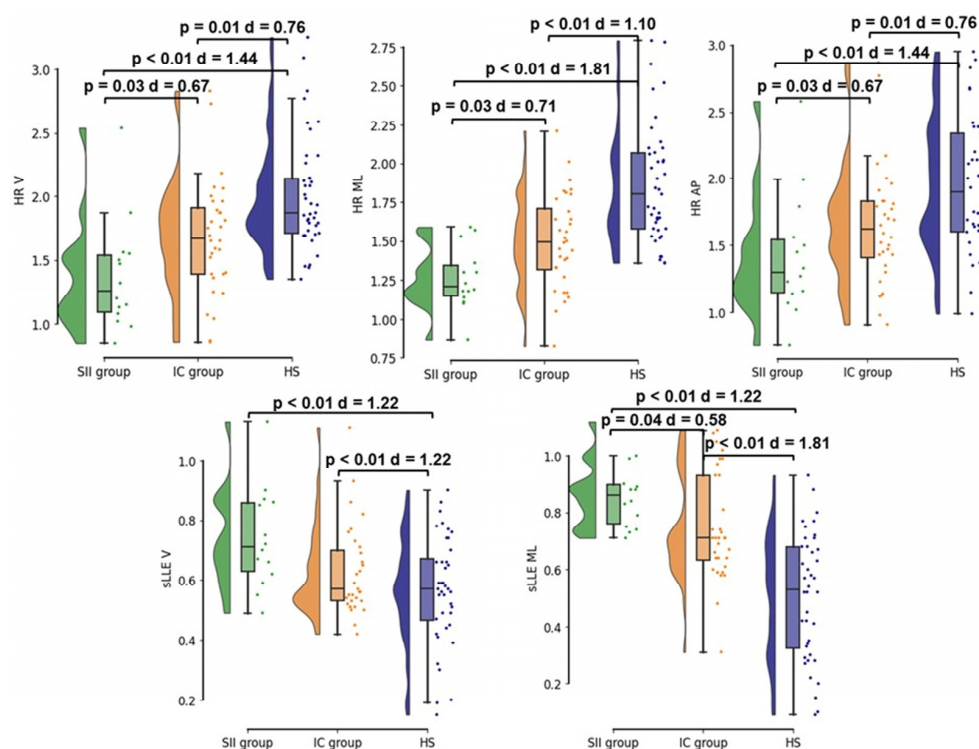 p = 0.01 d = 0.76
p < 0.01 d = 1.44
p = 0.03 d = 0.67
HR V
3.0
2.5
2.0
1.5
1.0
SII group
IC group
HS
p < 0.01 d = 1.10
p < 0.01 d = 1.81
p = 0.03 d = 0.71
HR ML
2.75
2.50
2.25
2.00
1.75
1.50
1.25
1.00
0.75
SII group
IC group
HS
p = 0.01 d = 0.76
p < 0.01 d = 1.44
p = 0.03 d = 0.67
HR AP
3.0
2.5
2.0
1.5
1.0
SII group
IC group
HS
p < 0.01 d = 1.22
p < 0.01 d = 1.22
sLLE V
1.0
0.8
0.6
0.4
0.2
SII group
IC group
HS
p < 0.01 d = 1.22
p = 0.04 d = 0.58
p < 0.01 d = 1.81
sLLE ML
1.0
0.8
0.6
0.4
0.2
SII group
IC group
HS